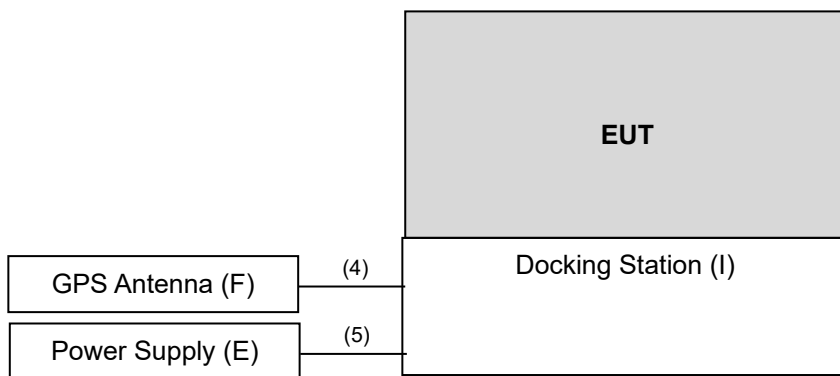 EUT
Docking Station (I)
GPS Antenna (F)
(4)
Power Supply (E)
(5)